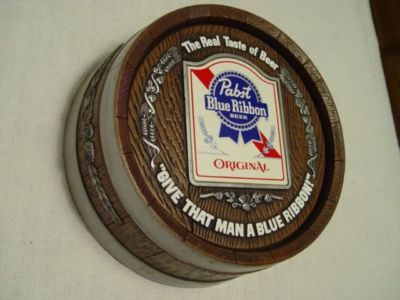 The Real Taste of Beer
Pabst
Blue Ribbon
BEER
ORIGINAL
"GIVE THAT MAN A BLUE RIBBON!"